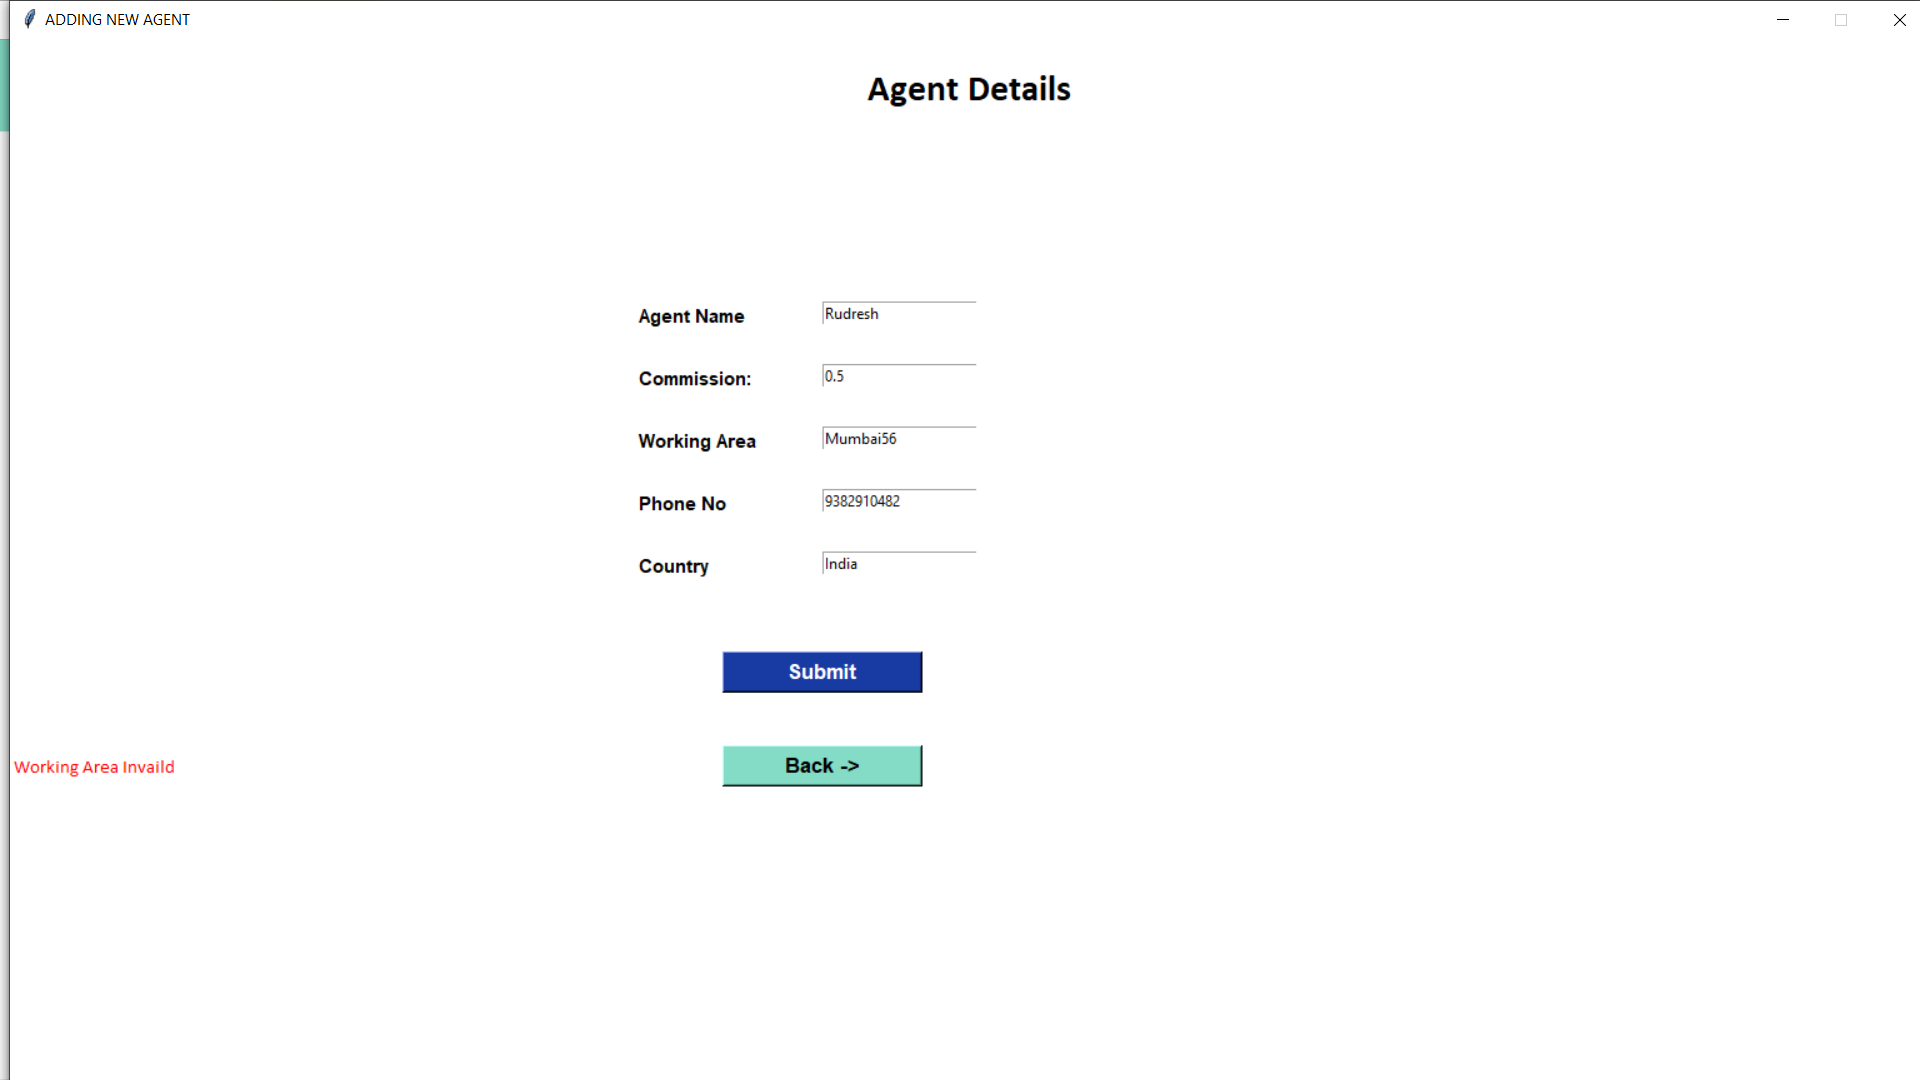 ADDING NEW AGENT
Agent Details
Agent Name Rudresh
Commission: 0.5
Working Area Mumbai56
Phone No 9382910482
Country India
Submit
Back ->
Working Area Invaild